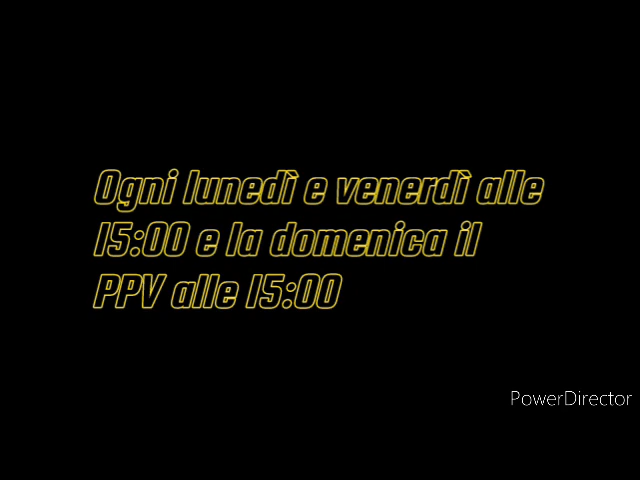 Ogni lunedì e venerdì alle
15:00 e la domenica il
PPV alle 15:00
PowerDirector